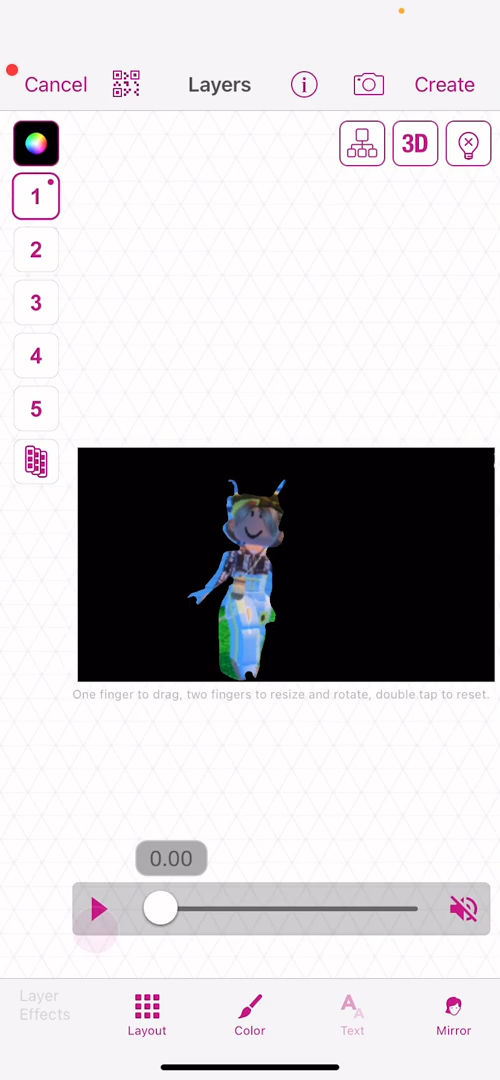 Cancel
Layers
Create
3D
1
2
3
4
5
One finger to drag, two fingers to resize and rotate, double tap to reset.
0.00
Layer
Effects
Layout
Color
Text
Mirror